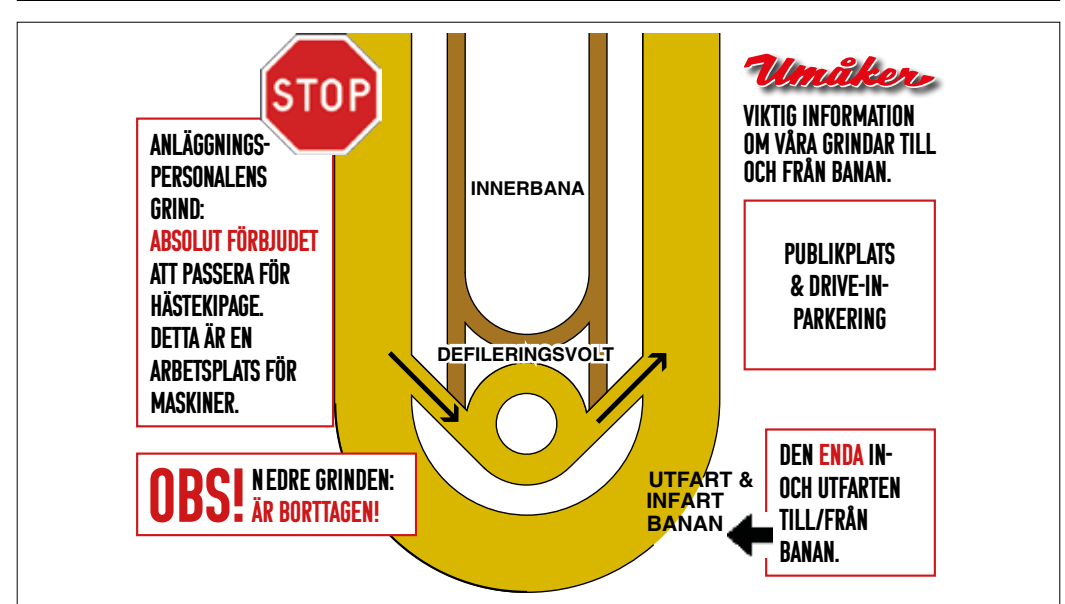 STOP
ANLÄGGNINGS-
PERSONALENS
GRIND:
ABSOLUT FÖRBJUDET
ATT PASSERA FÖR
HÄSTEKIPAGE.
DETTA ÄR EN
ARBETSPLATS FÖR
MASKINER.
OBS! NEDRE GRINDEN:
ÄR BORTTAGEN!
INNERBANA
DEFILERINGSVOLT
Umåker
VIKTIG INFORMATION
OM VÅRA GRINDAR TILL
OCH FRÅN BANAN.
PUBLIKPLATS
& DRIVE-IN-
PARKERING
UTFART &
INFART
BANAN
DEN ENDA IN-
OCH UTFARTEN
TILL/FRÅN
BANAN.